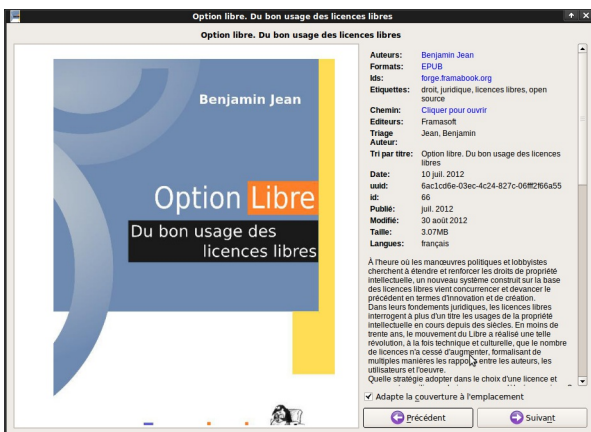 Option libre. Du bon usage des licences libres
Option libre. Du bon usage des licences libres
Benjamin Jean
Option Libre
Du bon usage des
licences libres
Auteurs: Benjamin Jean
Formats: EPUB
Ids: forge.framabook.org
Etiquettes: droit, juridique, licences libres, open
source
Chemin: Cliquer pour ouvrir
Editeurs: Framasoft
Triage Jean, Benjamin
Auteur:
Tri par titre: Option libre. Du bon usage des licences
libres
Date: 10 juil. 2012
uuid: 6ac1cd6e-03ec-4c24-827c-06fff2f66a55
id: 66
Publié: juil. 2012
Modifié: 30 août 2012
Taille: 3.07MB
Langues: français
À l'heure où les manœuvres politiques et lobbyistes
cherchent à étendre et renforcer les droits de propriété
intellectuelle, un nouveau système construit sur la base
des licences libres vient concurrencer et devancer le
précédent en termes d'innovation et de création.
Dans leurs fondements juridiques, les licences libres
interrogent à plus d'un titre les usages de la propriété
intellectuelle en cours depuis des siècles. En moins de
trente ans, le mouvement du Libre a réalisé une telle
révolution, à la fois technique et culturelle, que le nombre
de licences n'a cessé d'augmenter, formalisant de
multiples manières les rapports entre les auteurs, les
utilisateurs et l'oeuvre.
Quelle stratégie adopter dans le choix d'une licence et
Adapte la couverture à l'emplacement
Précédent
Suivant